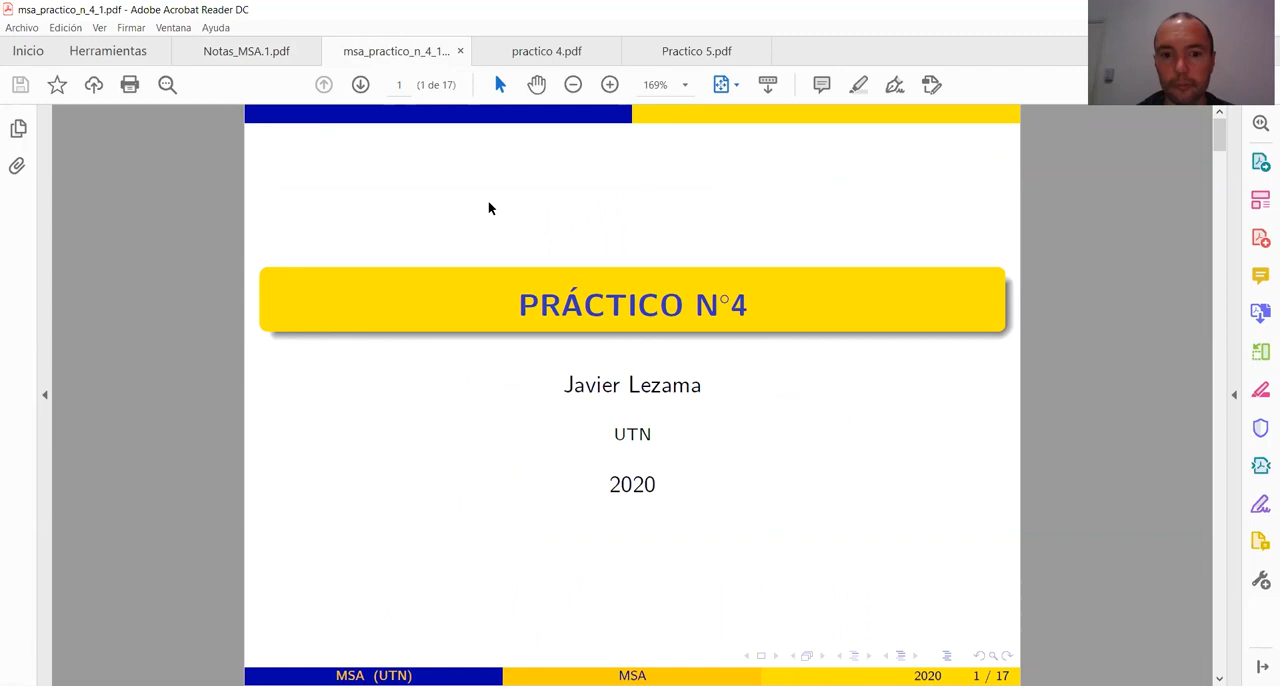 msa_practico_n_4_1.pdf - Adobe Acrobat Reader DC
Archivo Edición Ver Firmar Ventana Ayuda
Inicio Herramientas Notas_MSA.1.pdf msa_practico_n_4_1... × practico 4.pdf Practico 5.pdf
1 (1 de 17) 169%
PRÁCTICO N°4
Javier Lezama
UTN
2020
MSA (UTN) MSA 2020 1 / 17